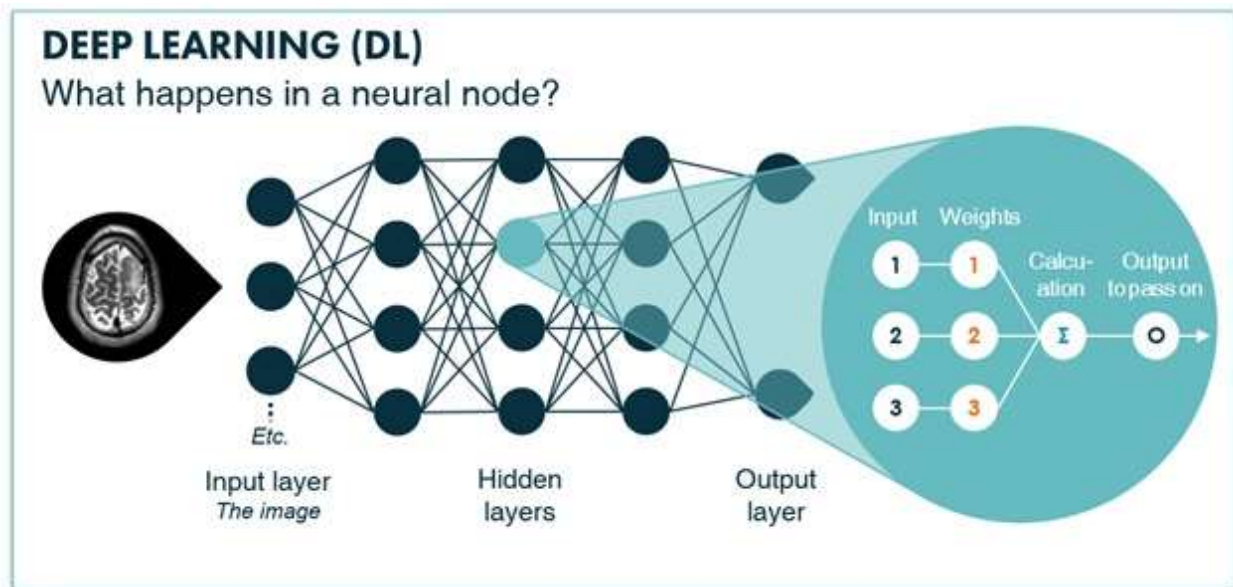 DEEP LEARNING (DL)
What happens in a neural node?
Input Weights
1 1
Calcu-
ation
Output
to pass on
2 2 Σ O
3 3
Etc.
Input layer
The image
Hidden
layers
Output
layer